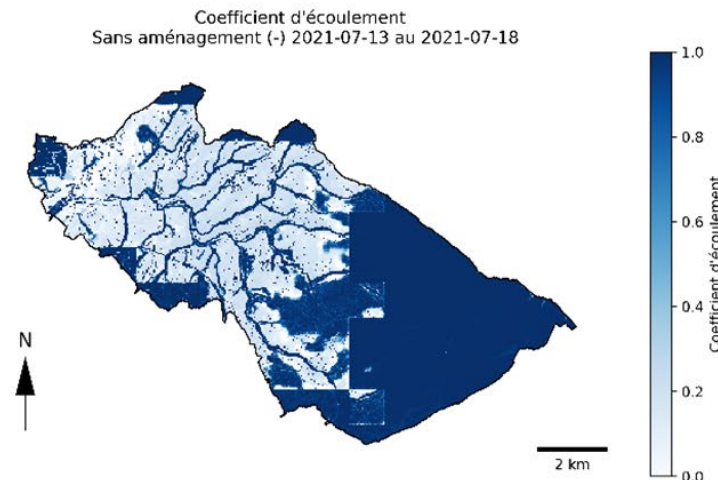 Coefficient d'écoulement
Sans aménagement (-) 2021-07-13 au 2021-07-18
1.0
0.8
0.6
0.4
0.2
0.0
Coefficient d'écoulement
N
2 km